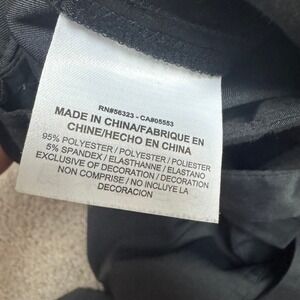 RN#56323 - CA#05553
MADE IN CHINA/FABRIQUE EN
CHINE/HECHO EN CHINA
95% POLYESTER / POLYESTER / POLIESTER
5% SPANDEX / ELASTHANNE / ELASTANO
EXCLUSIVE OF DECORATION / DECORATION
NON COMPRISE / NO INCLUYE LA
DECORACION